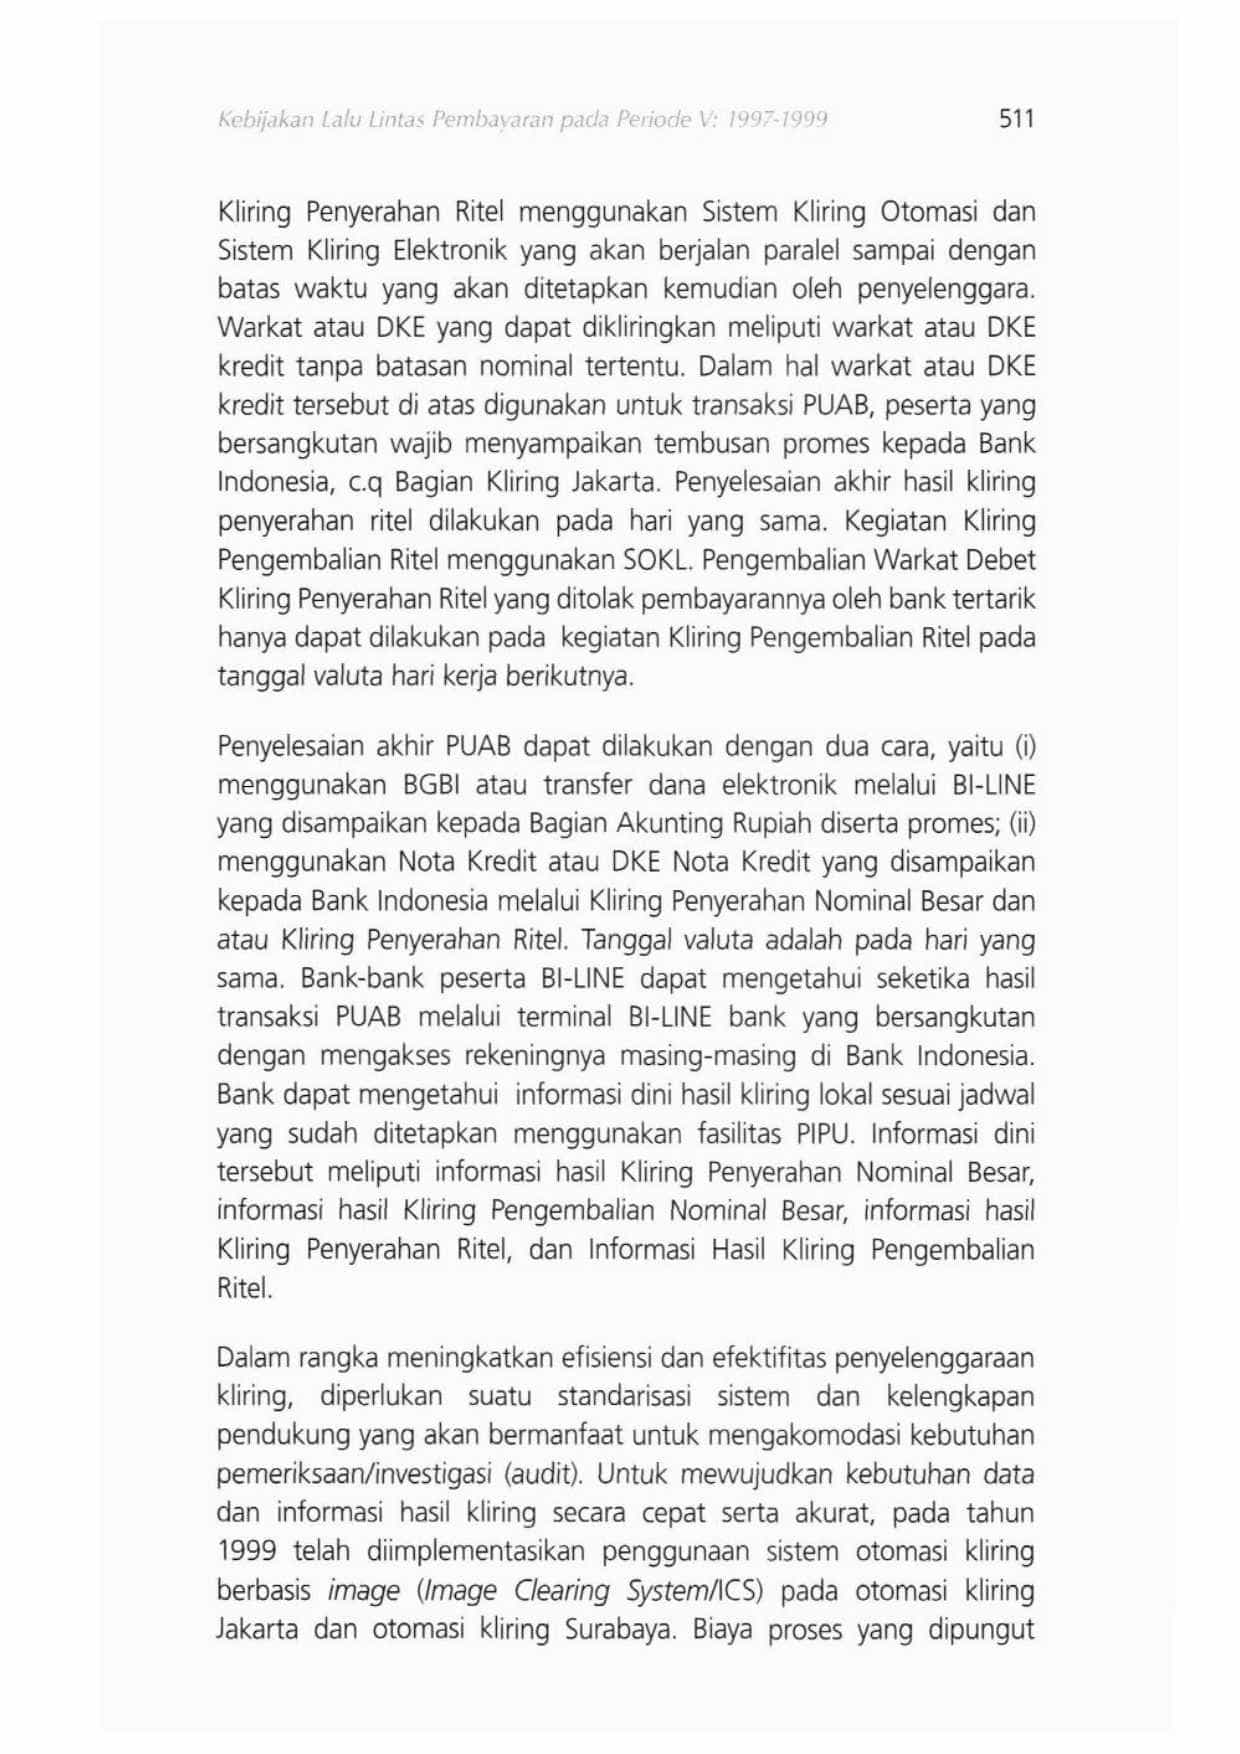 Kebijakan Lalu Lintas Pembayaran pada Periode V: 1997-1999 511
Kliring Penyerahan Ritel menggunakan Sistem Kliring Otomasi dan
Sistem Kliring Elektronik yang akan berjalan paralel sampai dengan
batas waktu yang akan ditetapkan kemudian oleh penyelenggara.
Warkat atau DKE yang dapat dikliringkan meliputi warkat atau DKE
kredit tanpa batasan nominal tertentu. Dalam hal warkat atau DKE
kredit tersebut di atas digunakan untuk transaksi PUAB, peserta yang
bersangkutan wajib menyampaikan tembusan promes kepada Bank
Indonesia, c.q Bagian Kliring Jakarta. Penyelesaian akhir hasil kliring
penyerahan ritel dilakukan pada hari yang sama. Kegiatan Kliring
Pengembalian Ritel menggunakan SOKL. Pengembalian Warkat Debet
Kliring Penyerahan Ritel yang ditolak pembayarannya oleh bank tertarik
hanya dapat dilakukan pada kegiatan Kliring Pengembalian Ritel pada
tanggal valuta hari kerja berikutnya.
Penyelesaian akhir PUAB dapat dilakukan dengan dua cara, yaitu (i)
menggunakan BGBI atau transfer dana elektronik melalui BI-LINE
yang disampaikan kepada Bagian Akunting Rupiah diserta promes; (ii)
menggunakan Nota Kredit atau DKE Nota Kredit yang disampaikan
kepada Bank Indonesia melalui Kliring Penyerahan Nominal Besar dan
atau Kliring Penyerahan Ritel. Tanggal valuta adalah pada hari yang
sama. Bank-bank peserta BI-LINE dapat mengetahui seketika hasil
transaksi PUAB melalui terminal BI-LINE bank yang bersangkutan
dengan mengakses rekeningnya masing-masing di Bank Indonesia.
Bank dapat mengetahui informasi dini hasil kliring lokal sesuai jadwal
yang sudah ditetapkan menggunakan fasilitas PIPU. Informasi dini
tersebut meliputi informasi hasil Kliring Penyerahan Nominal Besar,
informasi hasil Kliring Pengembalian Nominal Besar, informasi hasil
Kliring Penyerahan Ritel, dan Informasi Hasil Kliring Pengembalian
Ritel.
Dalam rangka meningkatkan efisiensi dan efektifitas penyelenggaraan
kliring, diperlukan suatu standarisasi sistem dan kelengkapan
pendukung yang akan bermanfaat untuk mengakomodasi kebutuhan
pemeriksaan/investigasi (audit). Untuk mewujudkan kebutuhan data
dan informasi hasil kliring secara cepat serta akurat, pada tahun
1999 telah diimplementasikan penggunaan sistem otomasi kliring
berbasis image (Image Clearing System/ICS) pada otomasi kliring
Jakarta dan otomasi kliring Surabaya. Biaya proses yang dipungut